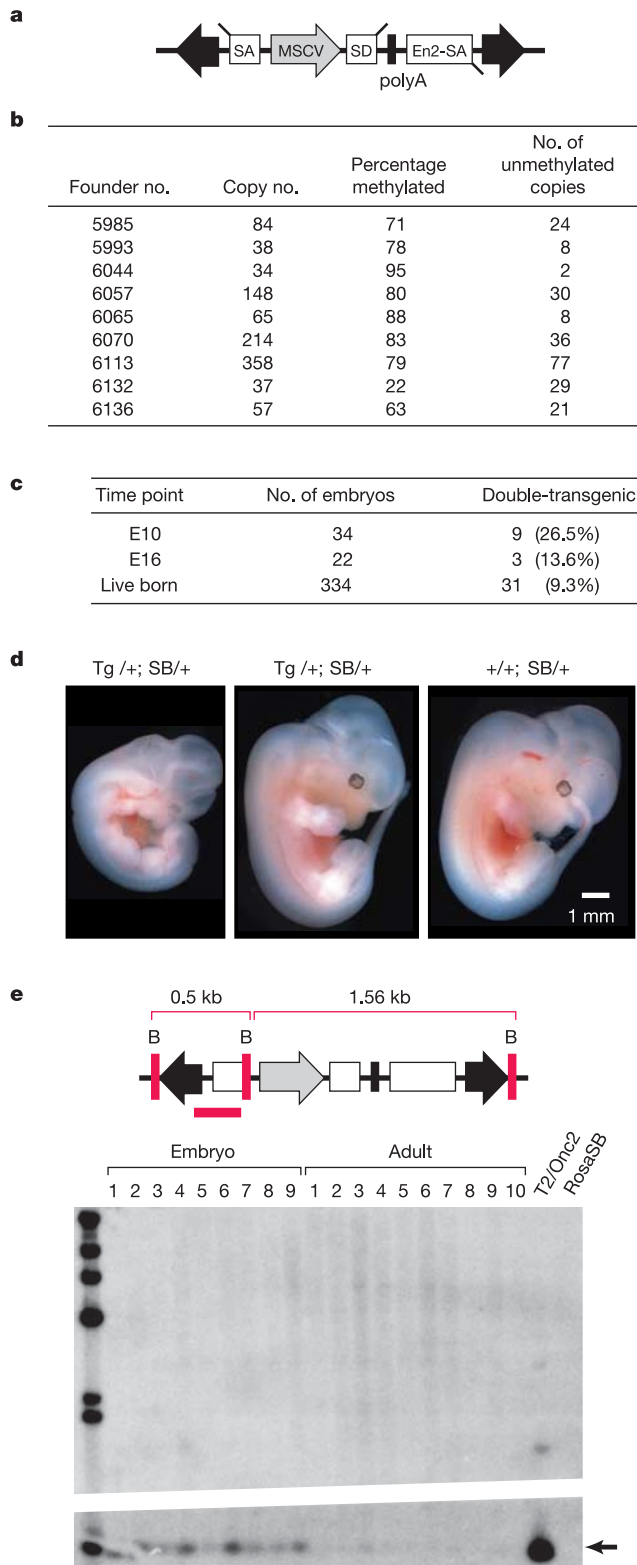 a
SA MSCV SD En2-SA
polyA
b
No. of
Percentage unmethylated
Founder no. Copy no. methylated copies
5985 84 71 24
5993 38 78 8
6044 34 95 2
6057 148 80 30
6065 65 88 8
6070 214 83 36
6113 358 79 77
6132 37 22 29
6136 57 63 21
c
Time point No. of embryos Double-transgenic
E10 34 9 (26.5%)
E16 22 3 (13.6%)
Live born 334 31 (9.3%)
d
Tg /+; SB/+ Tg /+; SB/+ +/+; SB/+
1 mm
e
0.5 kb 1.56 kb
B B B
Embryo Adult
1 2 3 4 5 6 7 8 9 1 2 3 4 5 6 7 8 9 10 T2/Onc2 RosaSB